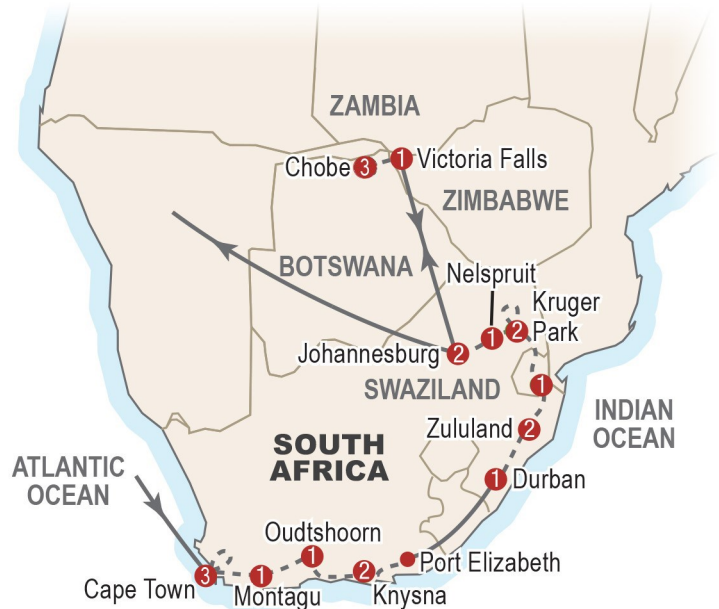 ZAMBIA
Chobe 3
1 Victoria Falls
ZIMBABWE
BOTSWANA
Nelspruit
Kruger
2 Park
1
Johannesburg 2
SWAZILAND
1
INDIAN
OCEAN
Zululand 2
SOUTH
AFRICA
ATLANTIC
OCEAN
1 Durban
Oudtshoorn
1
Port Elizabeth
Cape Town 3
1
Montagu
2
Knysna